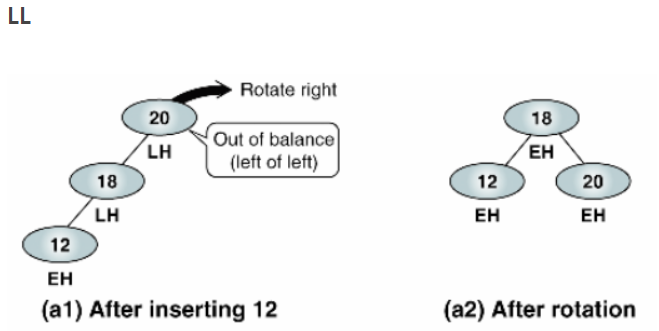 LL
Rotate right
20
LH
Out of balance
(left of left)
18
LH
12
EH
(a1) After inserting 12
18
EH
12
EH
20
EH
(a2) After rotation